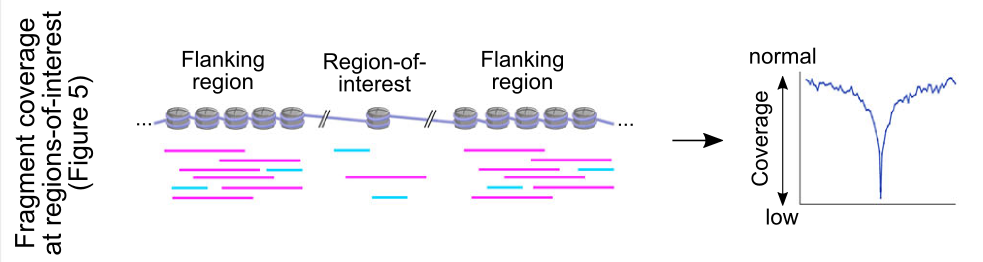 Fragment coverage
at regions-of-interest
(Figure 5)
Flanking
region
Region-of-
interest
Flanking
region
...
...
normal
Coverage
low